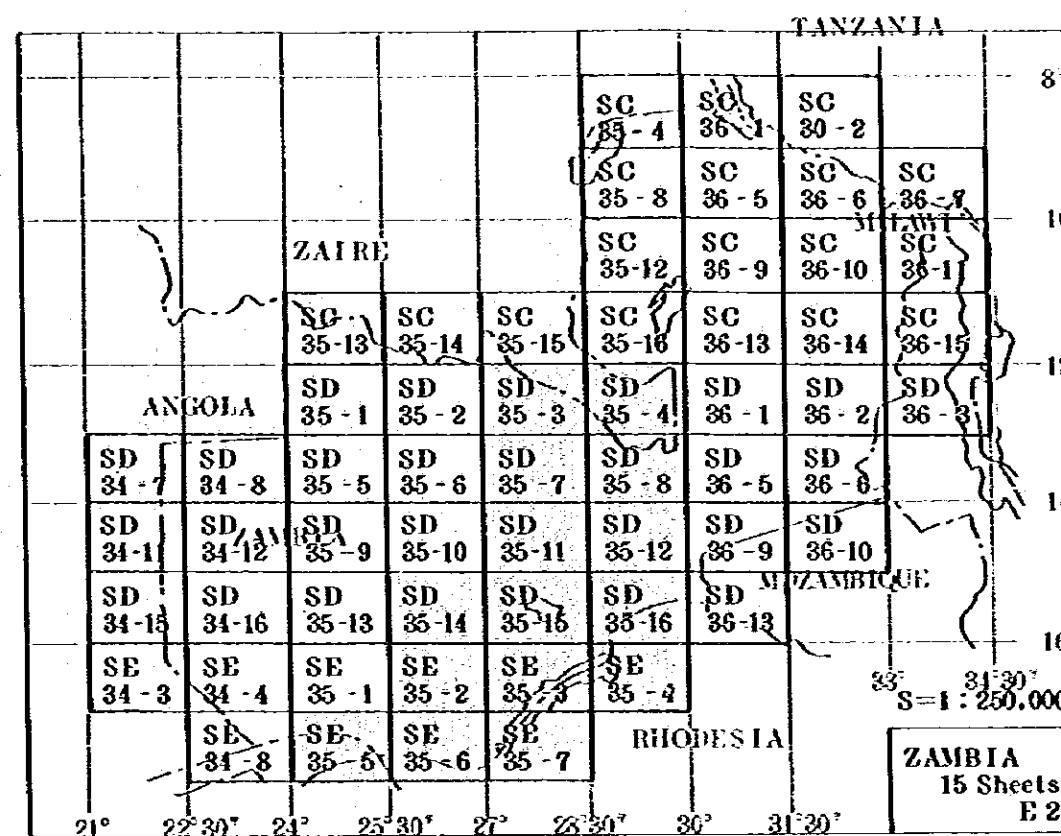 TANZANIA
8°
SC SC SC
35-4 36-1 30-2
SC SC SC SC
35-8 36-5 36-6 36-7
MALAWI
ZAIRE
SC SC SC SC
35-12 36-9 36-10 36-11
SC SC SC SC SC SC SC
35-13 35-14 35-15 35-16 36-13 36-14 36-15
12
ANGOLA
SD SD SD SD SD SD SD
35-1 35-2 35-3 35-4 36-1 36-2 36-3
SD SD SD SD SD SD SD SD
34-7 34-8 35-5 35-6 35-7 35-8 36-5 36-6
SD SD SD SD SD SD SD SD
34-11 34-12 35-9 35-10 35-11 35-12 36-9 36-10
ZAMBIA
MOZAMBIQUE
SD SD SD SD SD SD SD
34-15 34-16 35-13 35-14 35-15 35-16 36-13
16
SE SE SE SE SE SE
34-3 34-4 35-1 35-2 35-3 35-4
33° 34°30'
S=1:250,000
SE SE SE SE
34-8 35-5 35-6 35-7
RHODESIA
ZAMBIA
15 Sheets
E 2
21° 22°30' 24° 25°30' 27° 28°30' 30° 31°30'